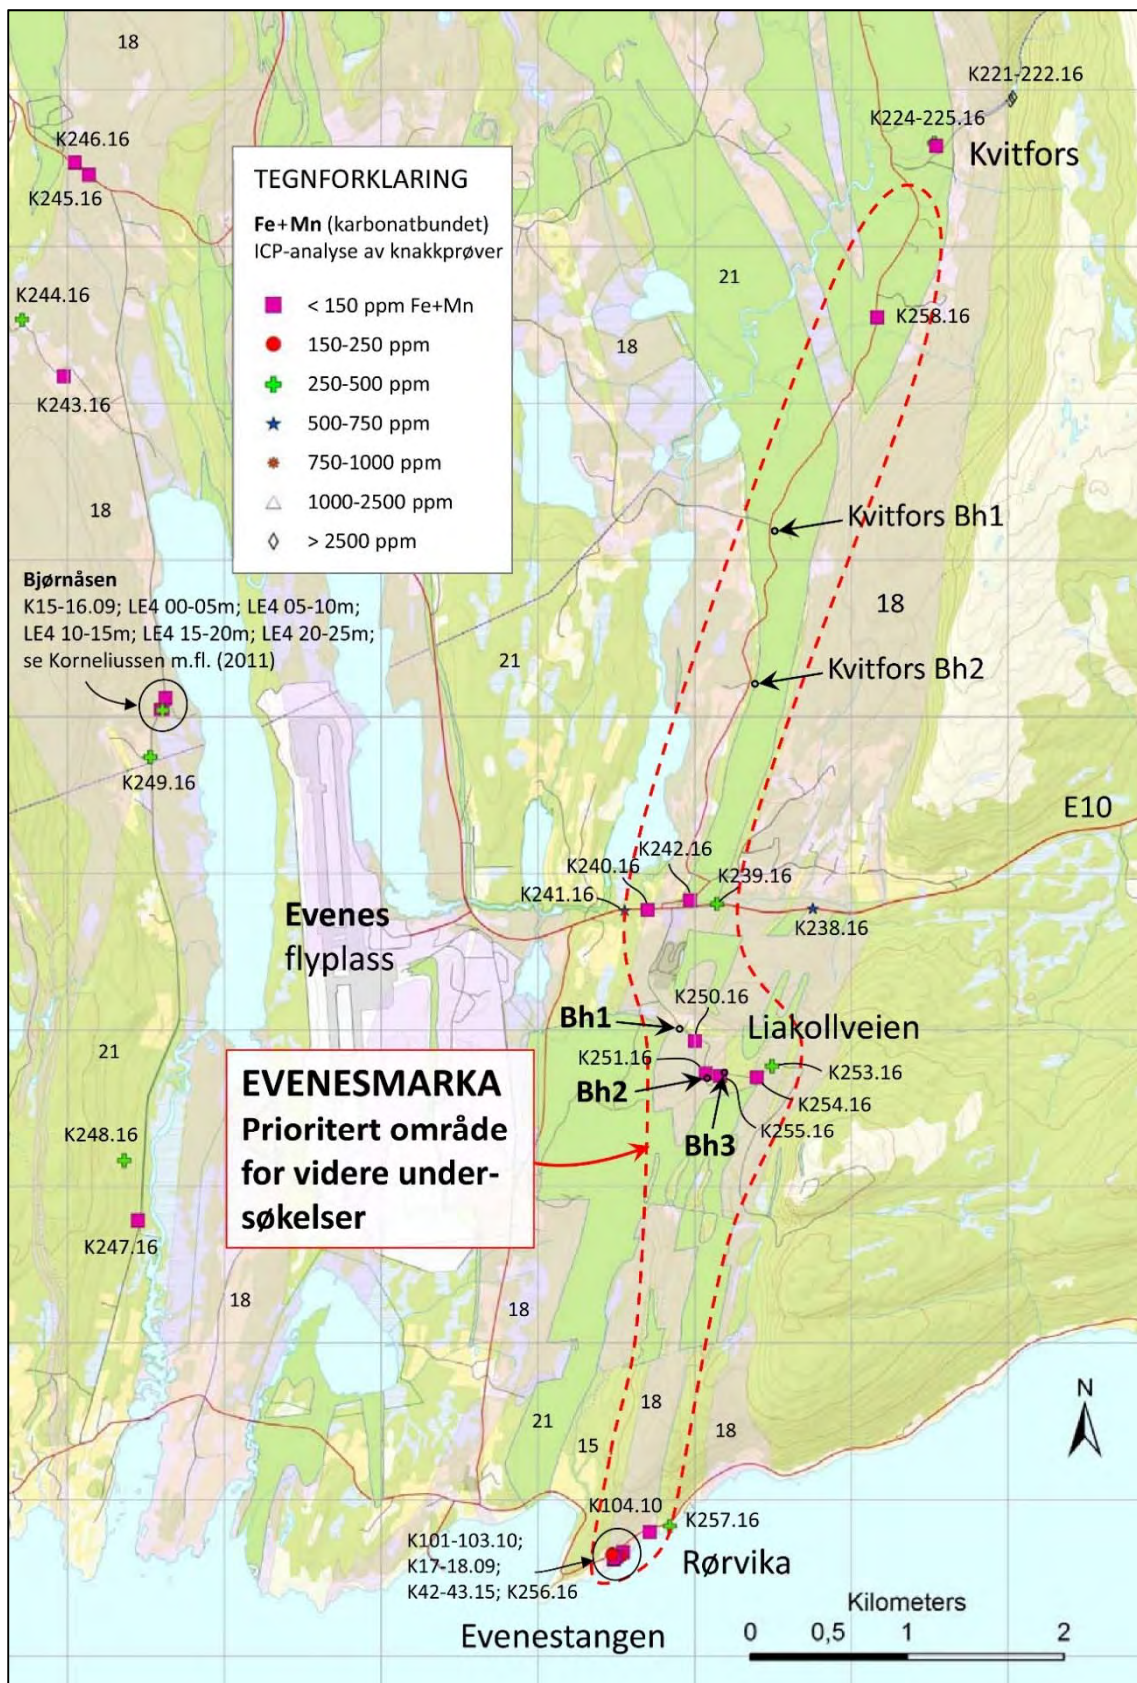 18
K221-222.16
K224-225.16
Kvitfors
K246.16
K245.16
TEGNFORKLARING
Fe+Mn (karbonatbundet)
ICP-analyse av knakkprøver
< 150 ppm Fe+Mn
150-250 ppm
250-500 ppm
500-750 ppm
750-1000 ppm
1000-2500 ppm
> 2500 ppm
21
K244.16
K258.16
18
K243.16
18
Kvitfors Bh1
Bjørnåsen
K15-16.09; LE4 00-05m; LE4 05-10m;
LE4 10-15m; LE4 15-20m; LE4 20-25m;
se Korneliussen m.fl. (2011)
18
21
Kvitfors Bh2
K249.16
E10
K242.16
K240.16
K239.16
K241.16
K238.16
Evenes
flyplass
K250.16
Bh1
Liakollveien
21
K251.16
K253.16
Bh2
K254.16
K255.16
Bh3
EVENESMARKA
Prioritert område
for videre under-
søkelser
K248.16
K247.16
18
18
18
N
21
15
18
K104.10
K257.16
K101-103.10;
K17-18.09;
K42-43.15; K256.16
Rørvika
Evenestangen
Kilometers
0 0,5 1 2